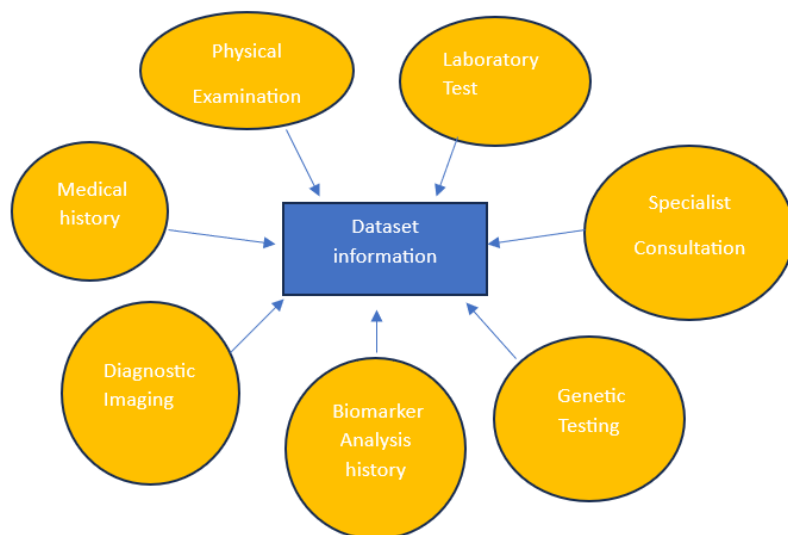 Physical
Examination
Laboratory
Test
Medical
history
Dataset
information
Specialist
Consultation
Diagnostic
Imaging
Biomarker
Analysis
history
Genetic
Testing